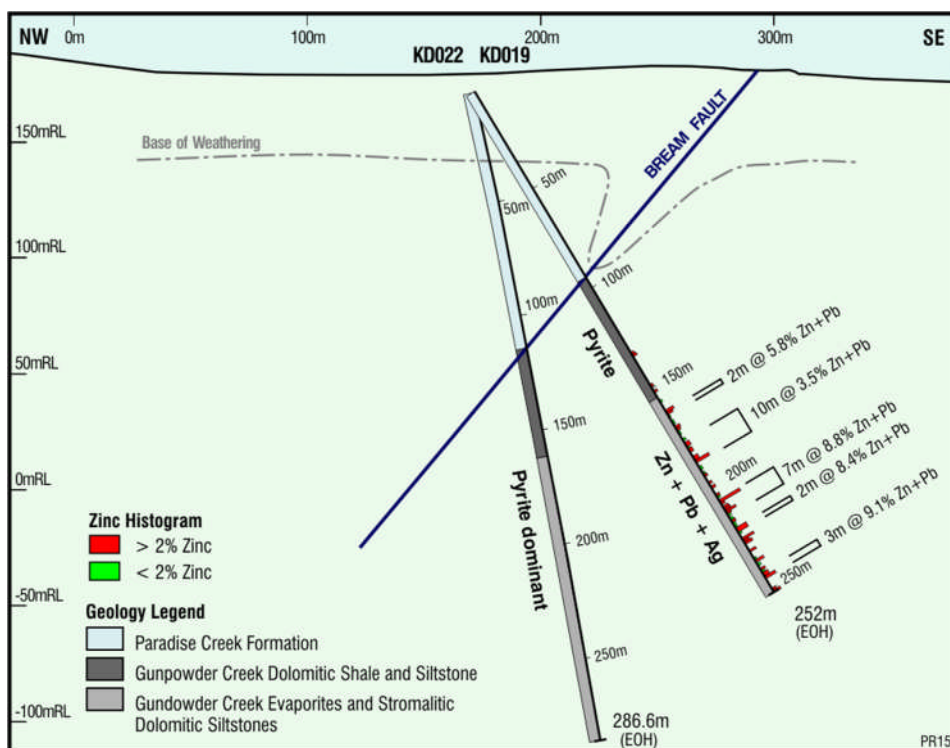 NW 0m 100m 200m 300m SE
KD022 KD019
150mRL
Base of Weathering
BREAM FAULT
50m
50m
100mRL
100m
100m
50mRL
Pyrite
150m
2m @ 5.8% Zn+Pb
10m @ 3.5% Zn+Pb
150m
0mRL
Zn + Pb + Ag
200m
7m @ 8.8% Zn+Pb
2m @ 8.4% Zn+Pb
3m @ 9.1% Zn+Pb
Pyrite dominant
200m
250m
252m
(EOH)
Zinc Histogram
> 2% Zinc
< 2% Zinc
-50mRL
Geology Legend
Paradise Creek Formation
Gunpowder Creek Dolomitic Shale and Siltstone
Gundowder Creek Evaporites and Stromalitic
Dolomitic Siltstones
250m
-100mRL
286.6m
(EOH)
PR15